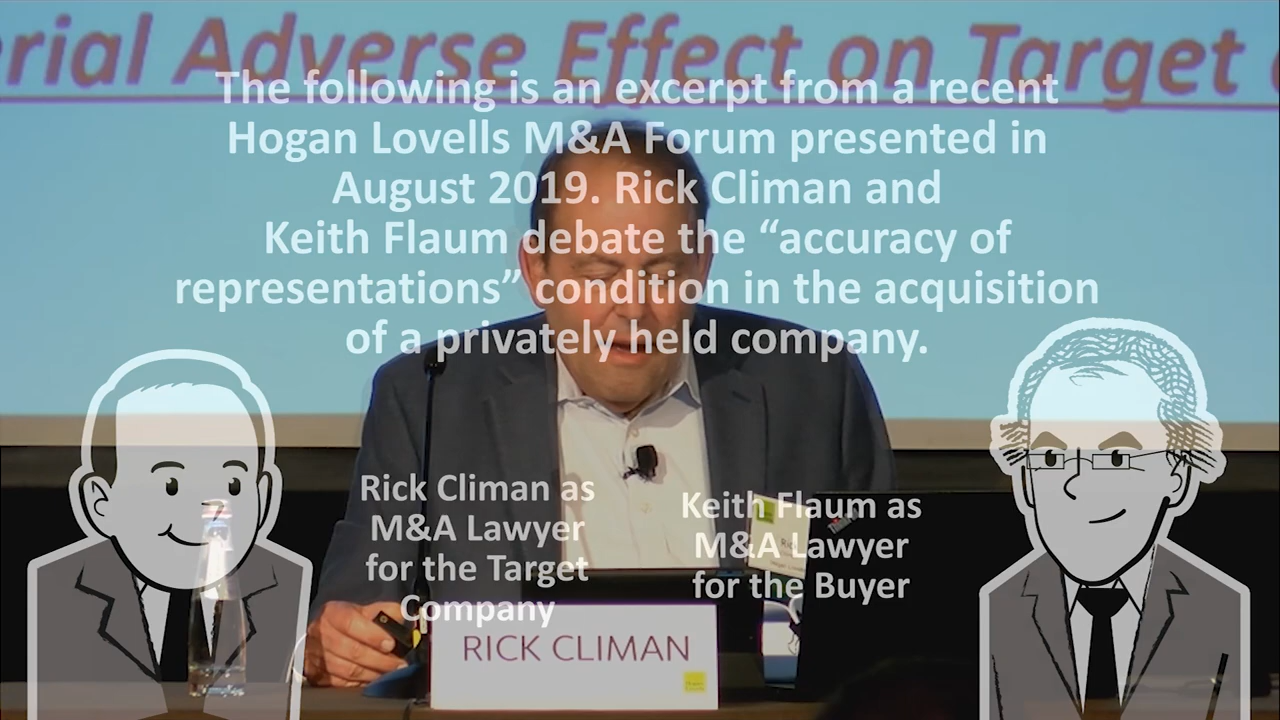 rial Adverse Effect on Target
The following is an excerpt from a recent
Hogan Lovells M&A Forum presented in
August 2019. Rick Climan and
Keith Flaum debate the “accuracy of
representations” condition in the acquisition
of a privately held company.
Rick Climan as
M&A Lawyer
for the Target
Company
Keith Flaum as
M&A Lawyer
for the Buyer
RICK CLIMAN